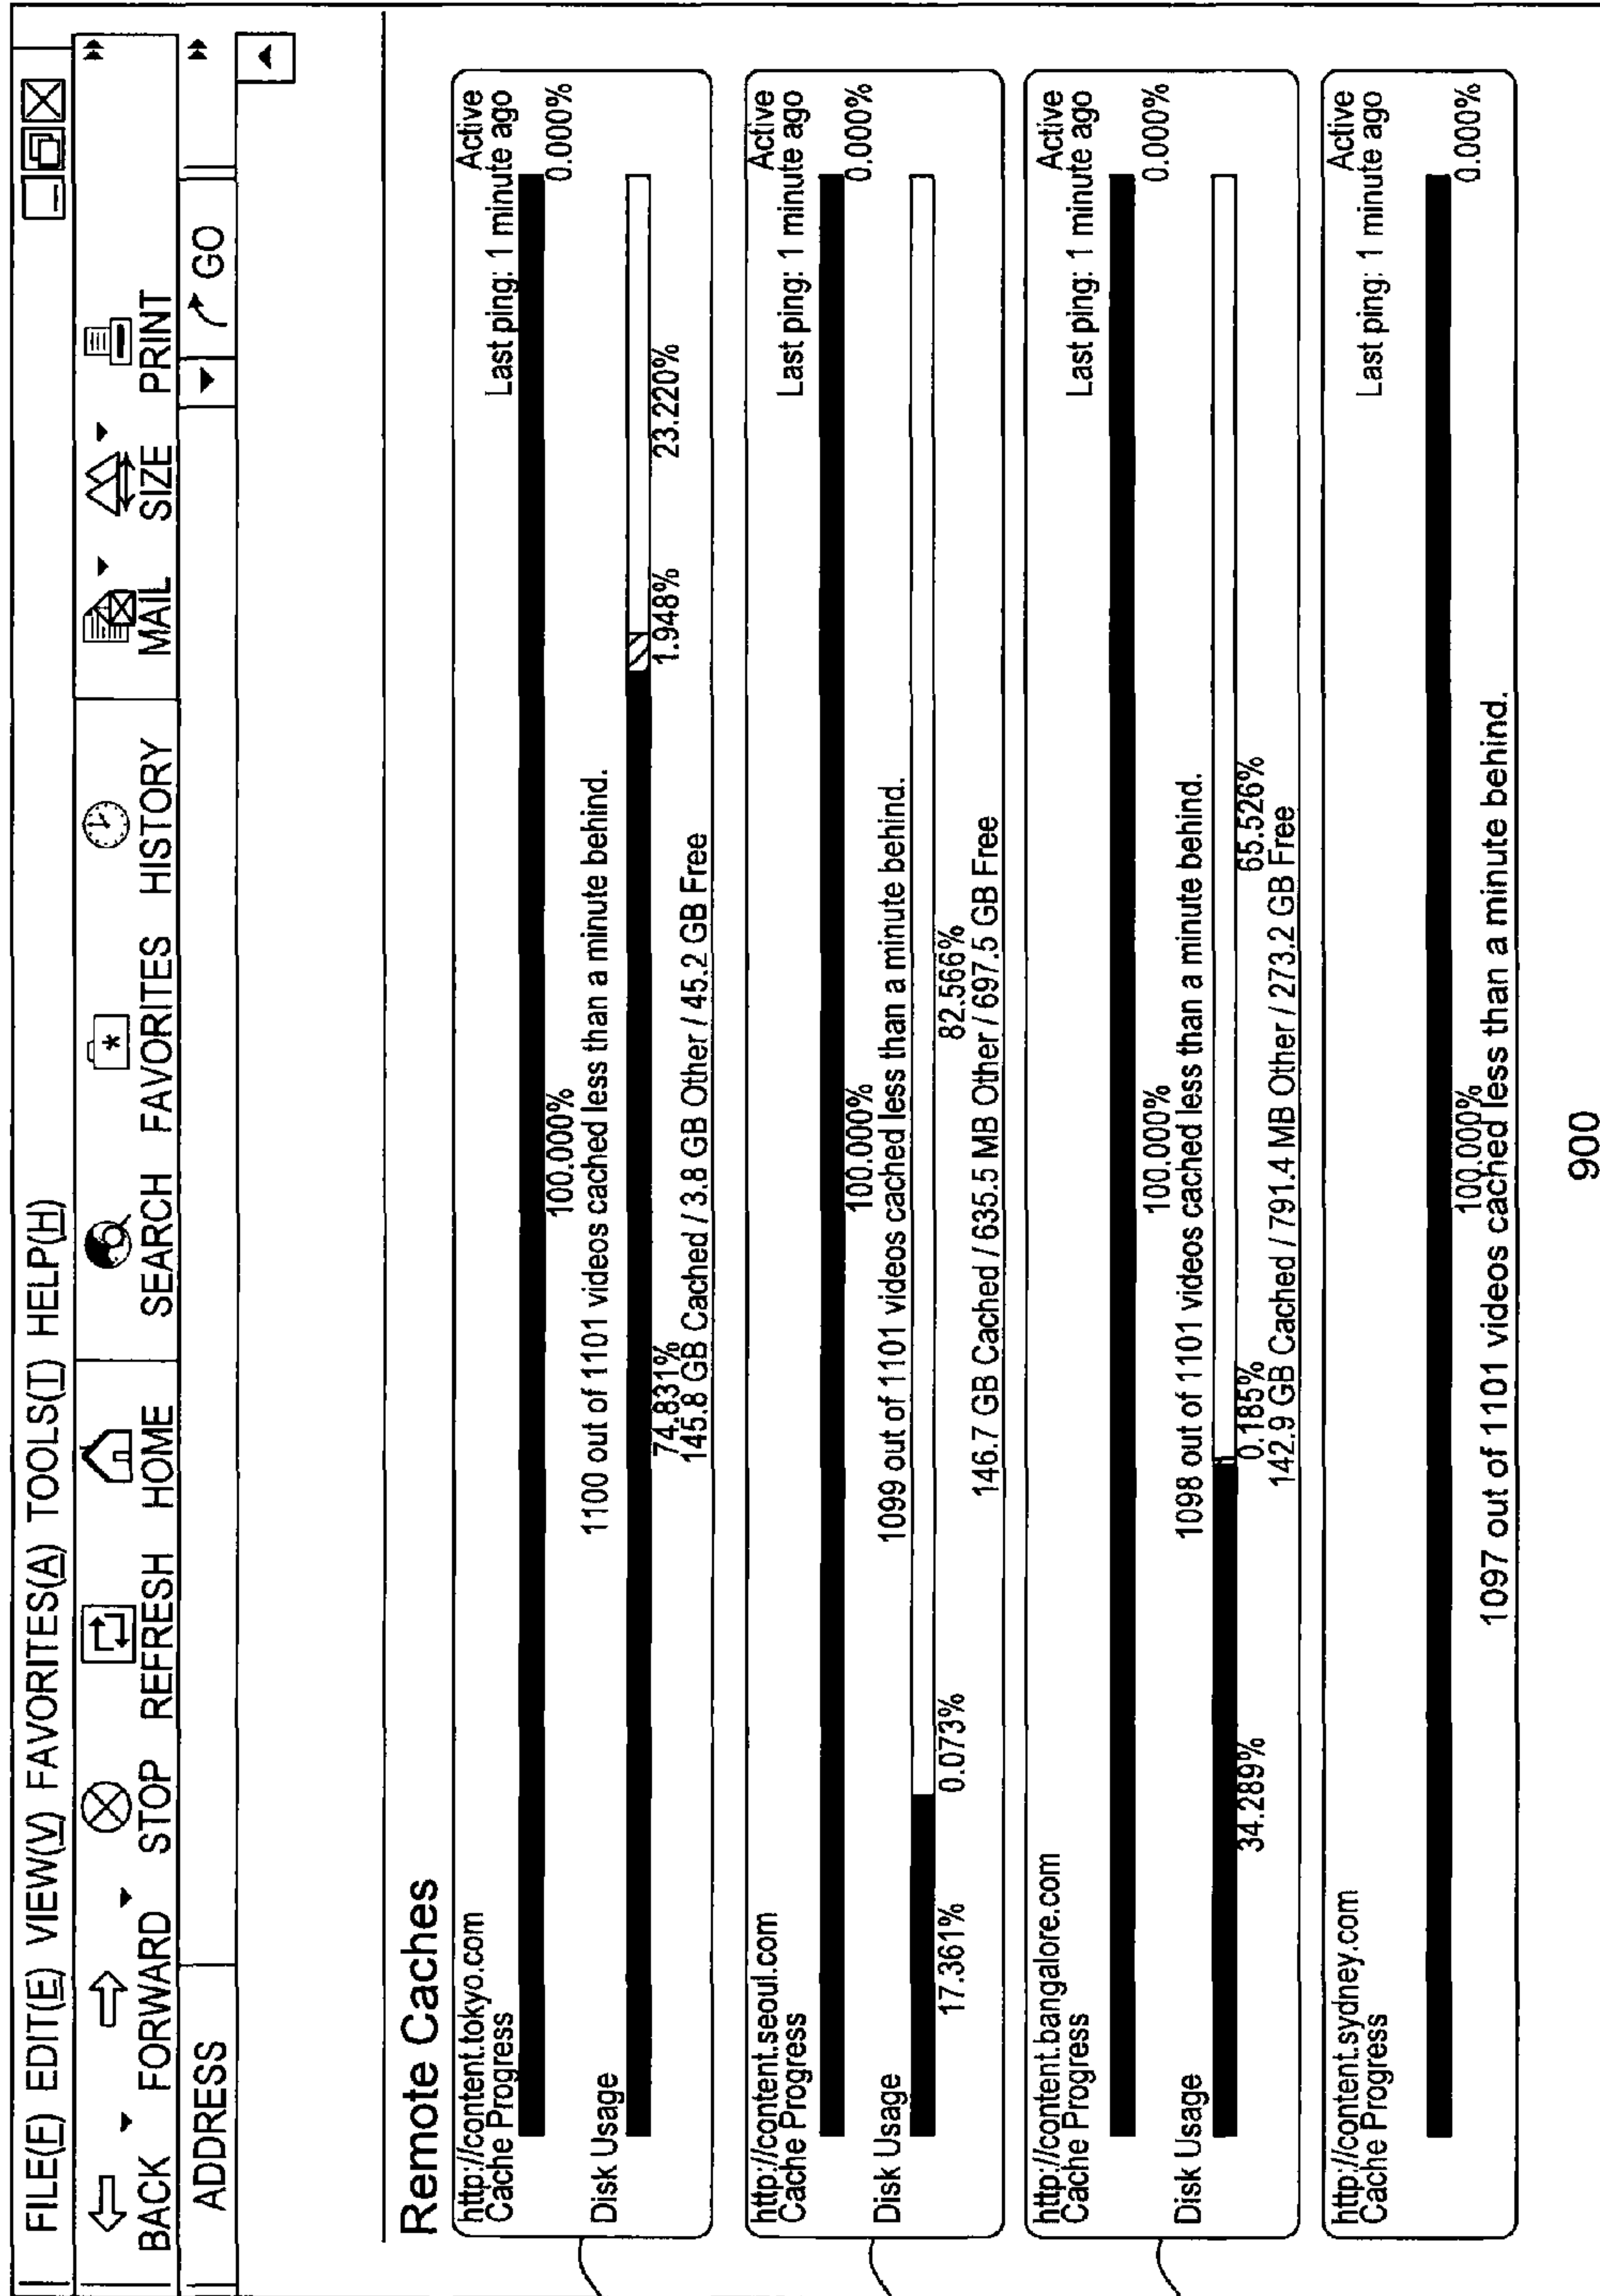 FILE(F) EDIT(E) VIEW(V) FAVORITES(A) TOOLS(T) HELP(H)
BACK FORWARD STOP REFRESH HOME SEARCH FAVORITES HISTORY MAIL SIZE PRINT
ADDRESS GO
Remote Caches
http://content.tokyo.com Active
Cache Progress Last ping: 1 minute ago
100.000% 0.000%
1100 out of 1101 videos cached less than a minute behind.
Disk Usage
74.831% 1.948% 23.220%
145.8 GB Cached / 3.8 GB Other / 45.2 GB Free
http://content.seoul.com Active
Cache Progress Last ping: 1 minute ago
100.000% 0.000%
1099 out of 1101 videos cached less than a minute behind.
Disk Usage
17.361% 0.073% 82.566%
146.7 GB Cached / 635.5 MB Other / 697.5 GB Free
http://content.bangalore.com Active
Cache Progress Last ping: 1 minute ago
100.000% 0.000%
1098 out of 1101 videos cached less than a minute behind.
Disk Usage
34.289% 0.185% 65.526%
142.9 GB Cached / 791.4 MB Other / 273.2 GB Free
http://content.sydney.com Active
Cache Progress Last ping: 1 minute ago
100.000% 0.000%
1097 out of 1101 videos cached less than a minute behind.
900